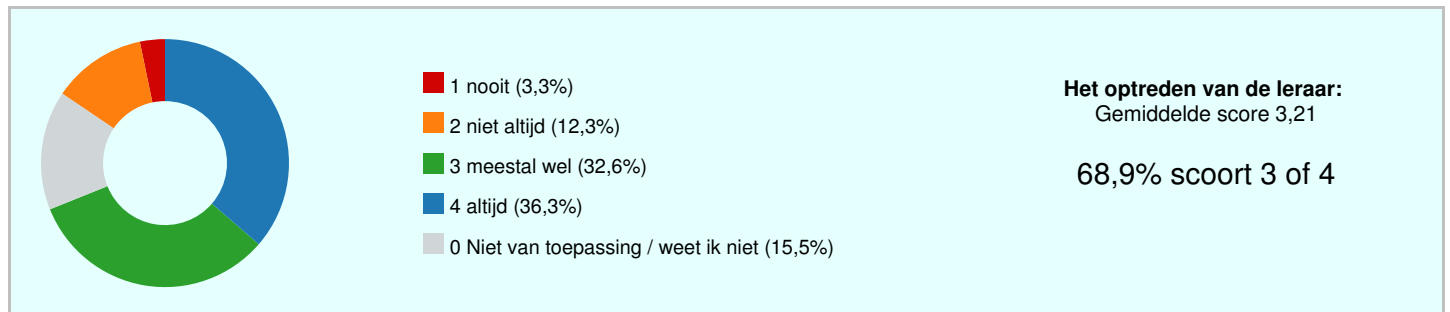 1 nooit (3,3%)
2 niet altijd (12,3%)
3 meestal wel (32,6%)
4 altijd (36,3%)
0 Niet van toepassing / weet ik niet (15,5%)
Het optreden van de leraar:
Gemiddelde score 3,21
68,9% scoort 3 of 4